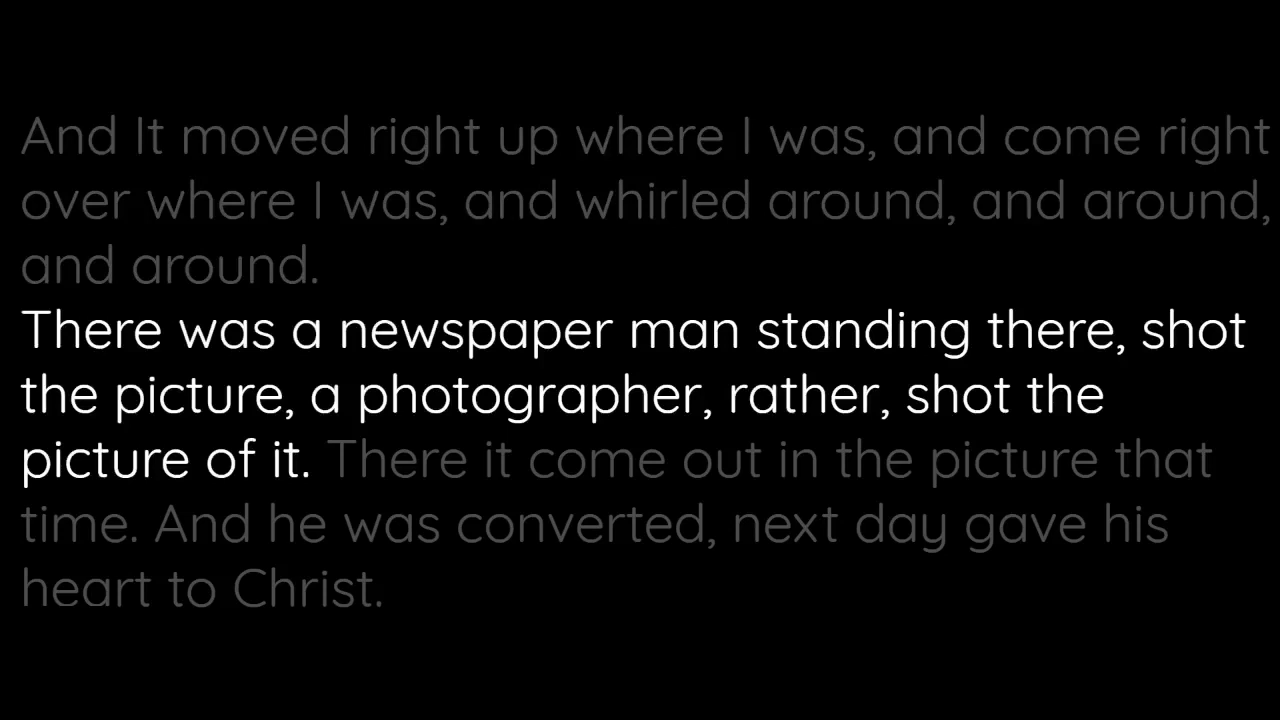 And It moved right up where I was, and come right
over where I was, and whirled around, and around,
and around.
There was a newspaper man standing there, shot
the picture, a photographer, rather, shot the
picture of it. There it come out in the picture that
time. And he was converted, next day gave his
heart to Christ.